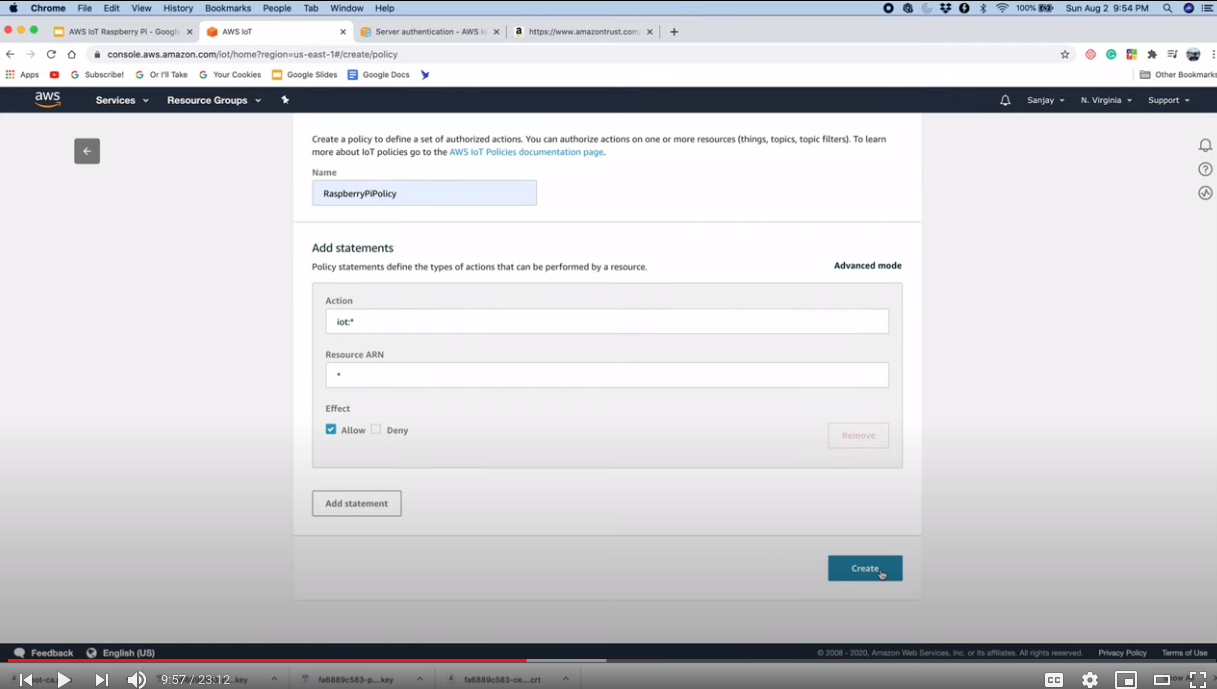 Chrome File Edit View History Bookmarks People Tab Window Help 100% Sun Aug 2 9:54 PM
AWS IoT Raspberry Pi - Google AWS IoT Server authentication - AWS Io https://www.amazontrust.com
console.aws.amazon.com/iot/home?region=us-east-1#/create/policy
Apps Subscribe! Or I'll Take Your Cookies Google Slides Google Docs Other Bookmarks
aws Services Resource Groups Sanjay N. Virginia Support
Create a policy to define a set of authorized actions. You can authorize actions on one or more resources (things, topics, topic filters). To learn
more about IoT policies go to the AWS IoT Policies documentation page.
Name
RaspberryPiPolicy
Add statements
Policy statements define the types of actions that can be performed by a resource. Advanced mode
Action
iot:*
Resource ARN
*
Effect
Allow Deny
Remove
Add statement
Create
Feedback English (US) © 2008 - 2020, Amazon Web Services, Inc. or its affiliates. All rights reserved. Privacy Policy Terms of Use
9:57 / 23:12 .key fa6889c583-p....key fa6889c583-ce....crt CC